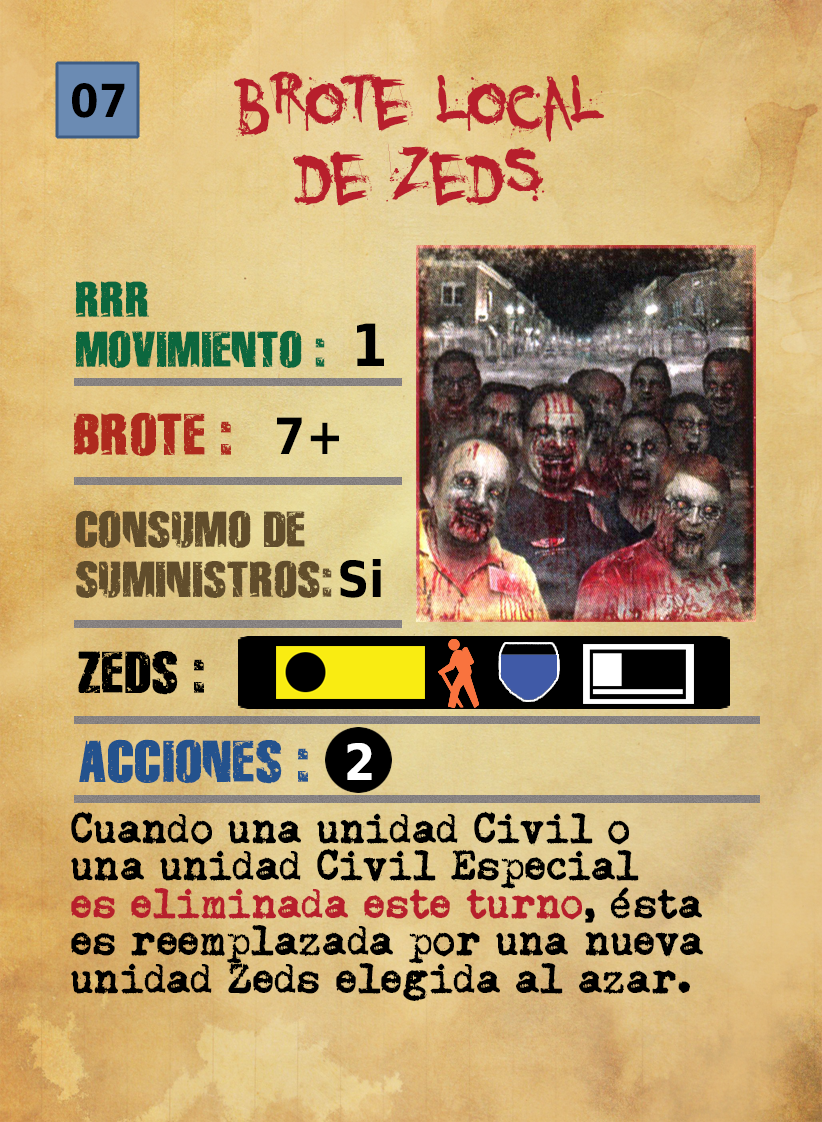 07
BROTE LOCAL
DE ZEDS
RRR
MOVIMIENTO : 1
BROTE : 7+
CONSUMO DE
SUMINISTROS: Si
ZEDS :
ACCIONES : 2
Cuando una unidad Civil o
una unidad Civil Especial
es eliminada este turno, ésta
es reemplazada por una nueva
unidad Zeds elegida al azar.